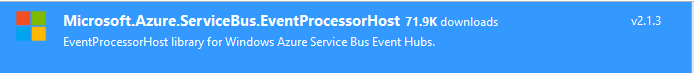 Microsoft.Azure.ServiceBus.EventProcessorHost 71.9K downloads v2.1.3
EventProcessorHost library for Windows Azure Service Bus Event Hubs.